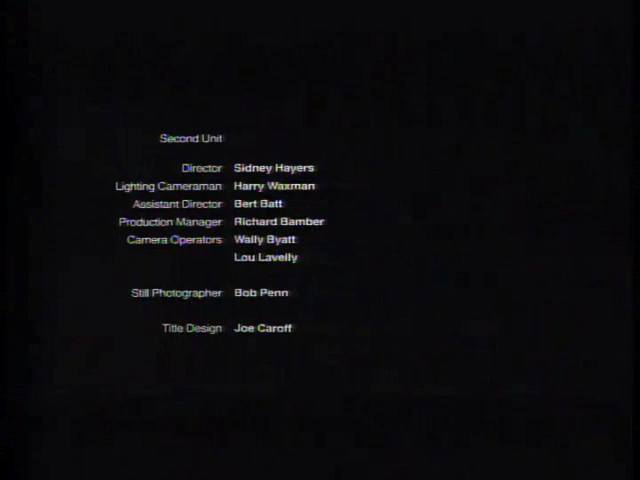 Second Unit
Director Sidney Hayers
Lighting Cameraman Harry Waxman
Assistant Director Bert Batt
Production Manager Richard Bamber
Camera Operators Wally Byatt
Lou Lavelly
Still Photographer Bob Penn
Title Design Joe Caroff